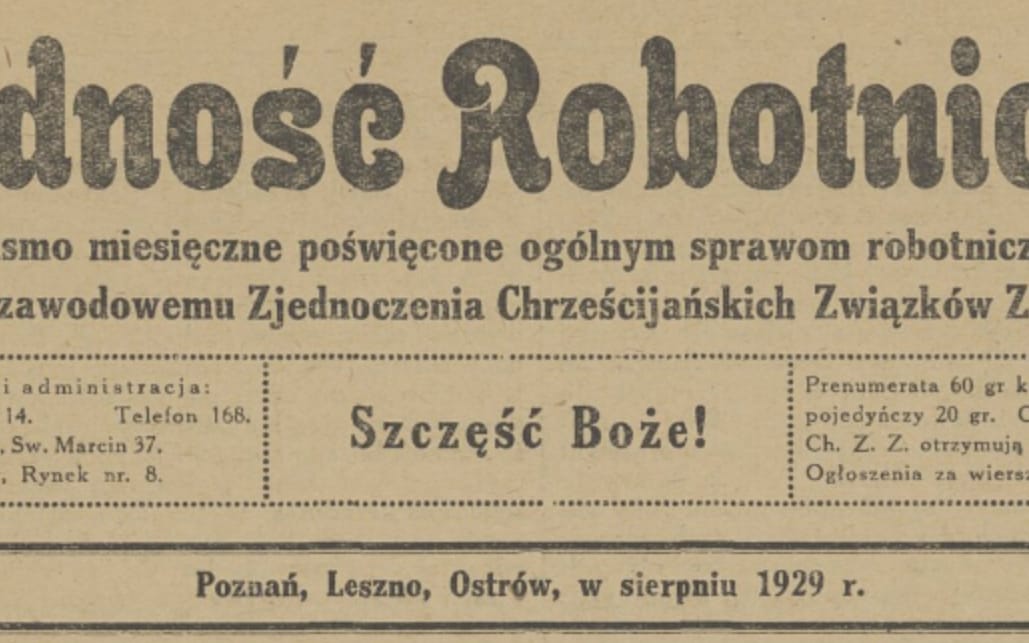 dność Robotnic
ismo miesięczne poświęcone ogólnym sprawom robotnicz
zawodowemu Zjednoczenia Chrześcijańskich Związków Z
i administracja:
14. Telefon 168.
, Sw. Marcin 37.
, Rynek nr. 8.
Szczęść Boże!
Prenumerata 60 gr k
pojedyńczy 20 gr.
Ch. Z. Z. otrzymują
Ogłoszenia za wiersz
Poznań, Leszno, Ostrów, w sierpniu 1929 r.